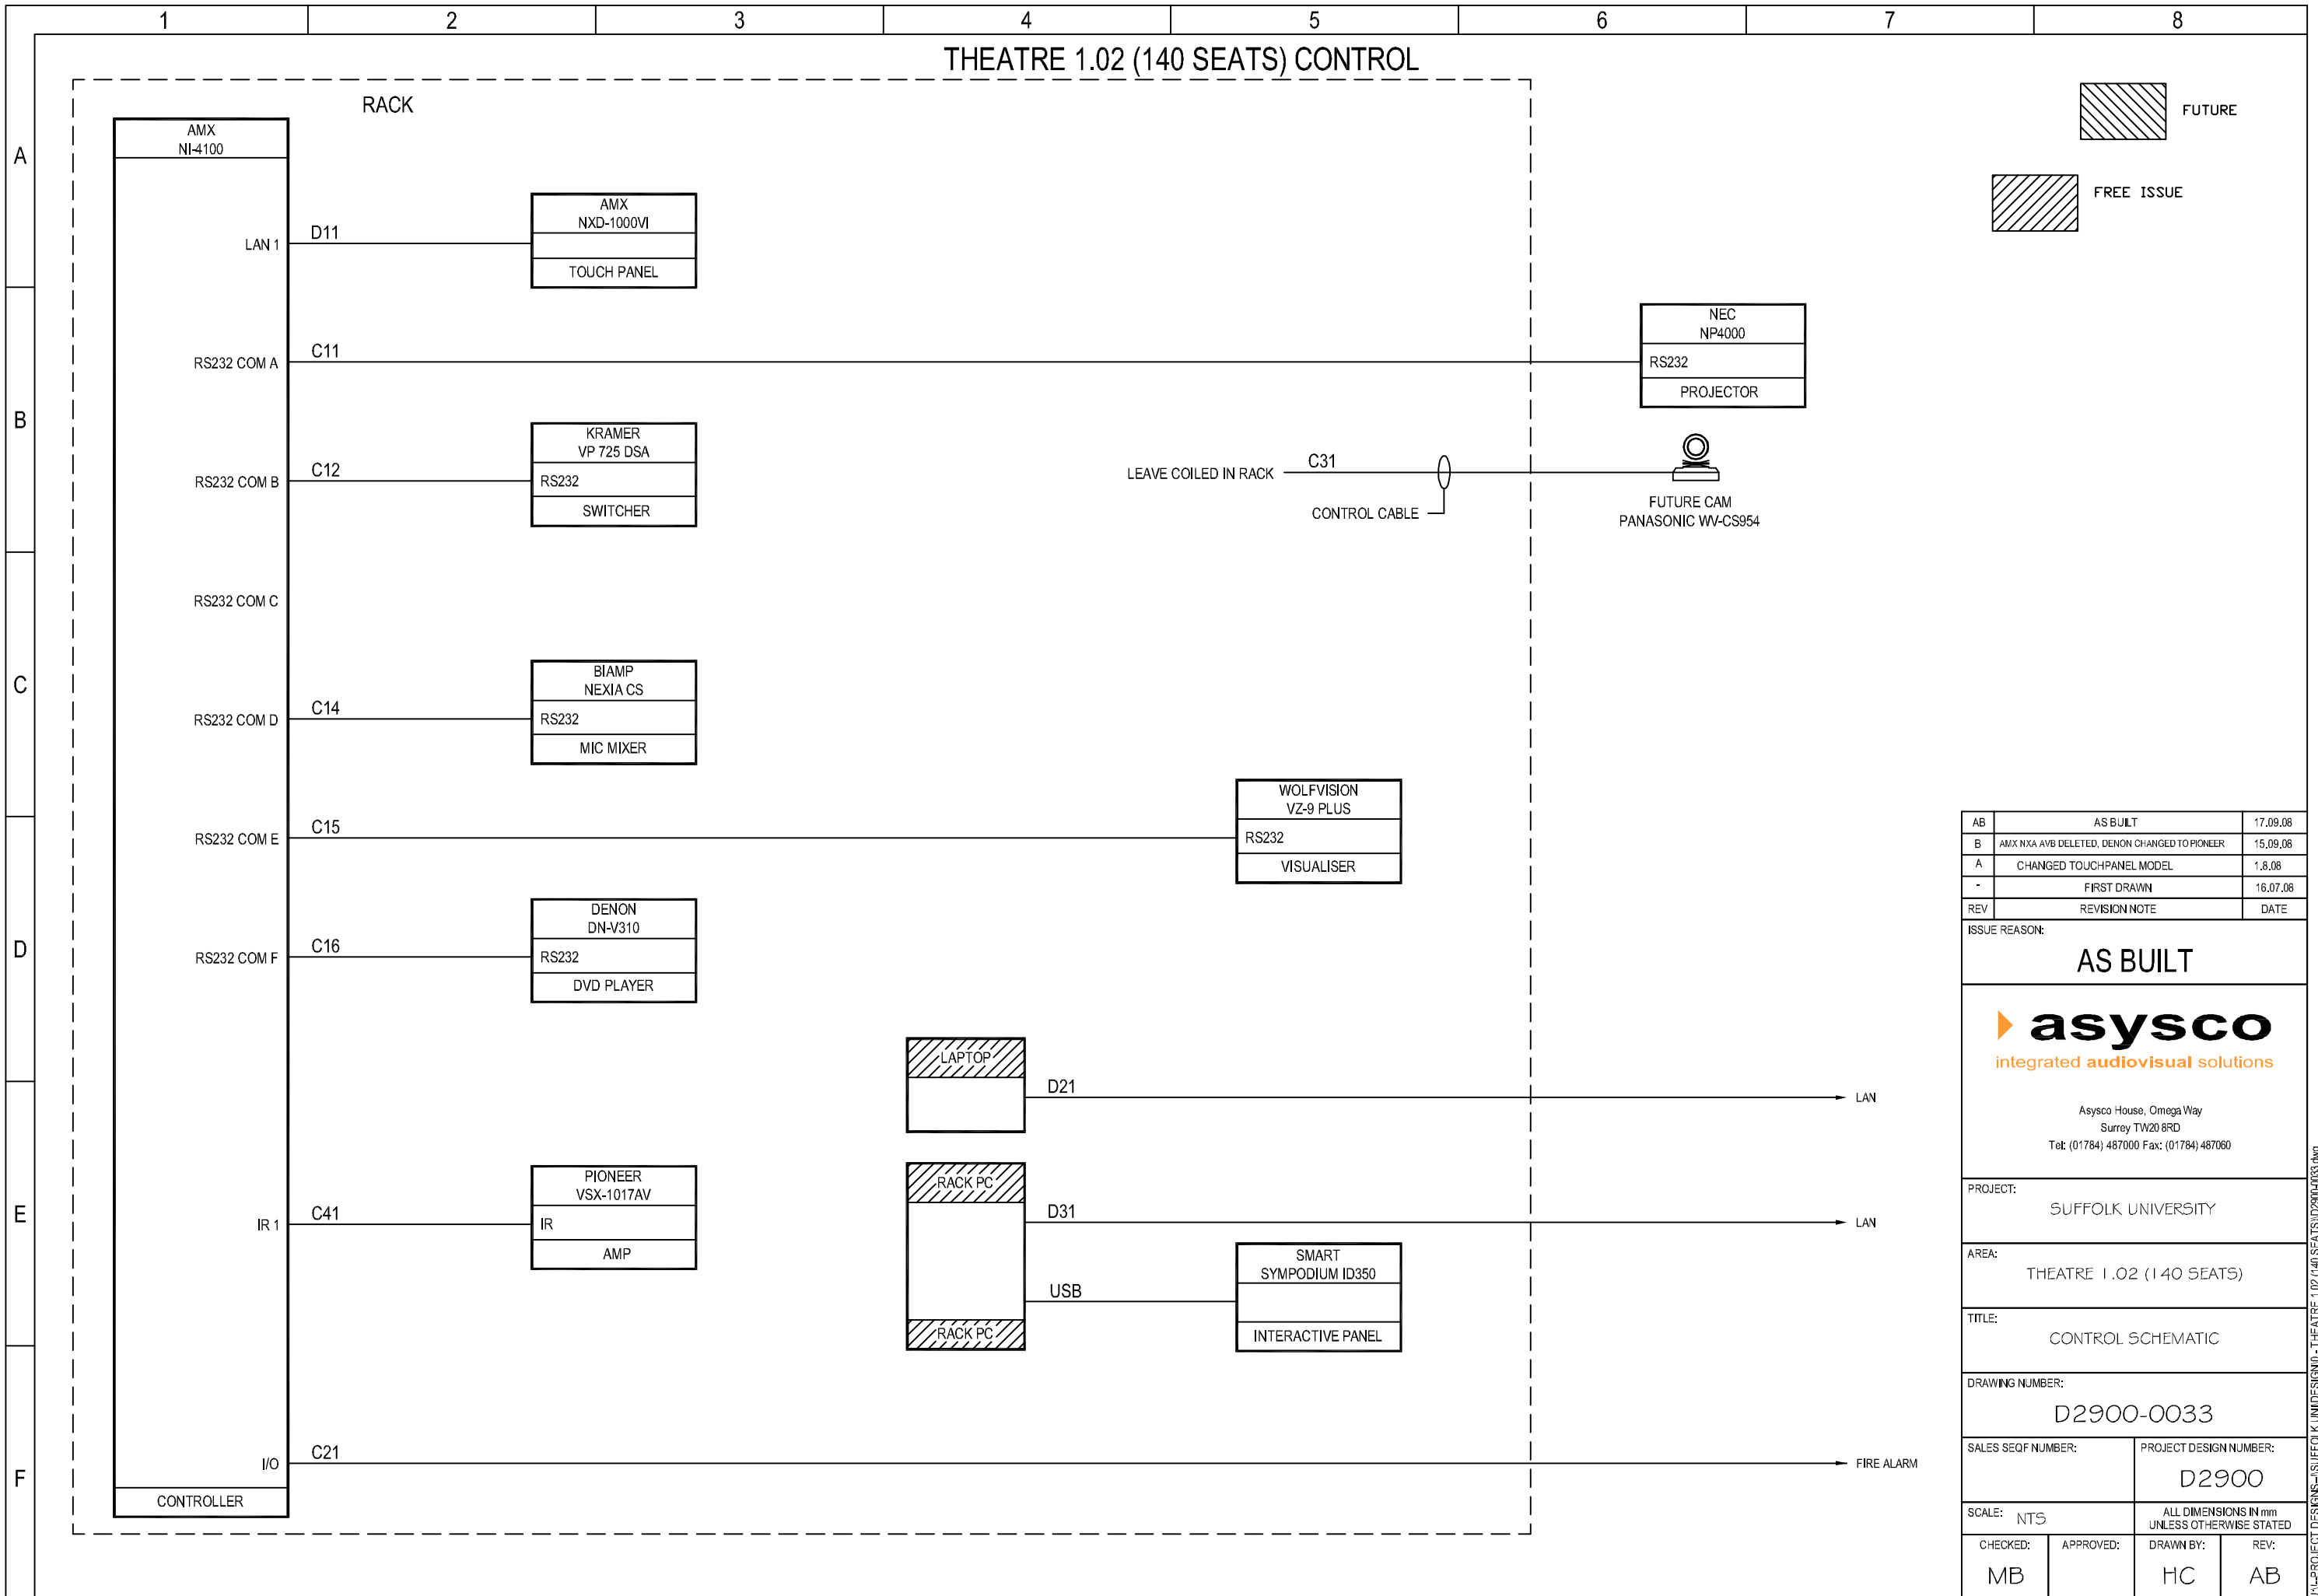 1 2 3 4 5 6 7 8
THEATRE 1.02 (140 SEATS) CONTROL
RACK
FUTURE
FREE ISSUE
A
B
C
D
E
F
AMX
NI-4100
LAN 1
RS232 COM A
RS232 COM B
RS232 COM C
RS232 COM D
RS232 COM E
RS232 COM F
IR 1
I/O
CONTROLLER
D11
AMX
NXD-1000VI
TOUCH PANEL
C11
NEC
NP4000
RS232
PROJECTOR
C12
KRAMER
VP 725 DSA
RS232
SWITCHER
LEAVE COILED IN RACK
C31
CONTROL CABLE
FUTURE CAM
PANASONIC WV-CS954
C14
BIAMP
NEXIA CS
RS232
MIC MIXER
C15
WOLFVISION
VZ-9 PLUS
RS232
VISUALISER
C16
DENON
DN-V310
RS232
DVD PLAYER
LAPTOP
D21
LAN
C41
PIONEER
VSX-1017AV
IR
AMP
RACK PC
D31
LAN
USB
RACK PC
SMART
SYMPODIUM ID350
INTERACTIVE PANEL
C21
FIRE ALARM
AB AS BUILT 17.09.08
B AMX NXA AVB DELETED, DENON CHANGED TO PIONEER 15.09.08
A CHANGED TOUCHPANEL MODEL 1.8.08
- FIRST DRAWN 16.07.08
REV REVISION NOTE DATE
ISSUE REASON:
AS BUILT
asysco
integrated audiovisual solutions
Asysco House, Omega Way
Surrey TW20 8RD
Tel: (01784) 487000 Fax: (01784) 487060
PROJECT:
SUFFOLK UNIVERSITY
AREA:
THEATRE 1.02 (140 SEATS)
TITLE:
CONTROL SCHEMATIC
DRAWING NUMBER:
D2900-0033
SALES SEQF NUMBER: PROJECT DESIGN NUMBER:
D2900
SCALE: NTS
ALL DIMENSIONS IN mm
UNLESS OTHERWISE STATED
CHECKED: APPROVED: DRAWN BY: REV:
MB HC AB